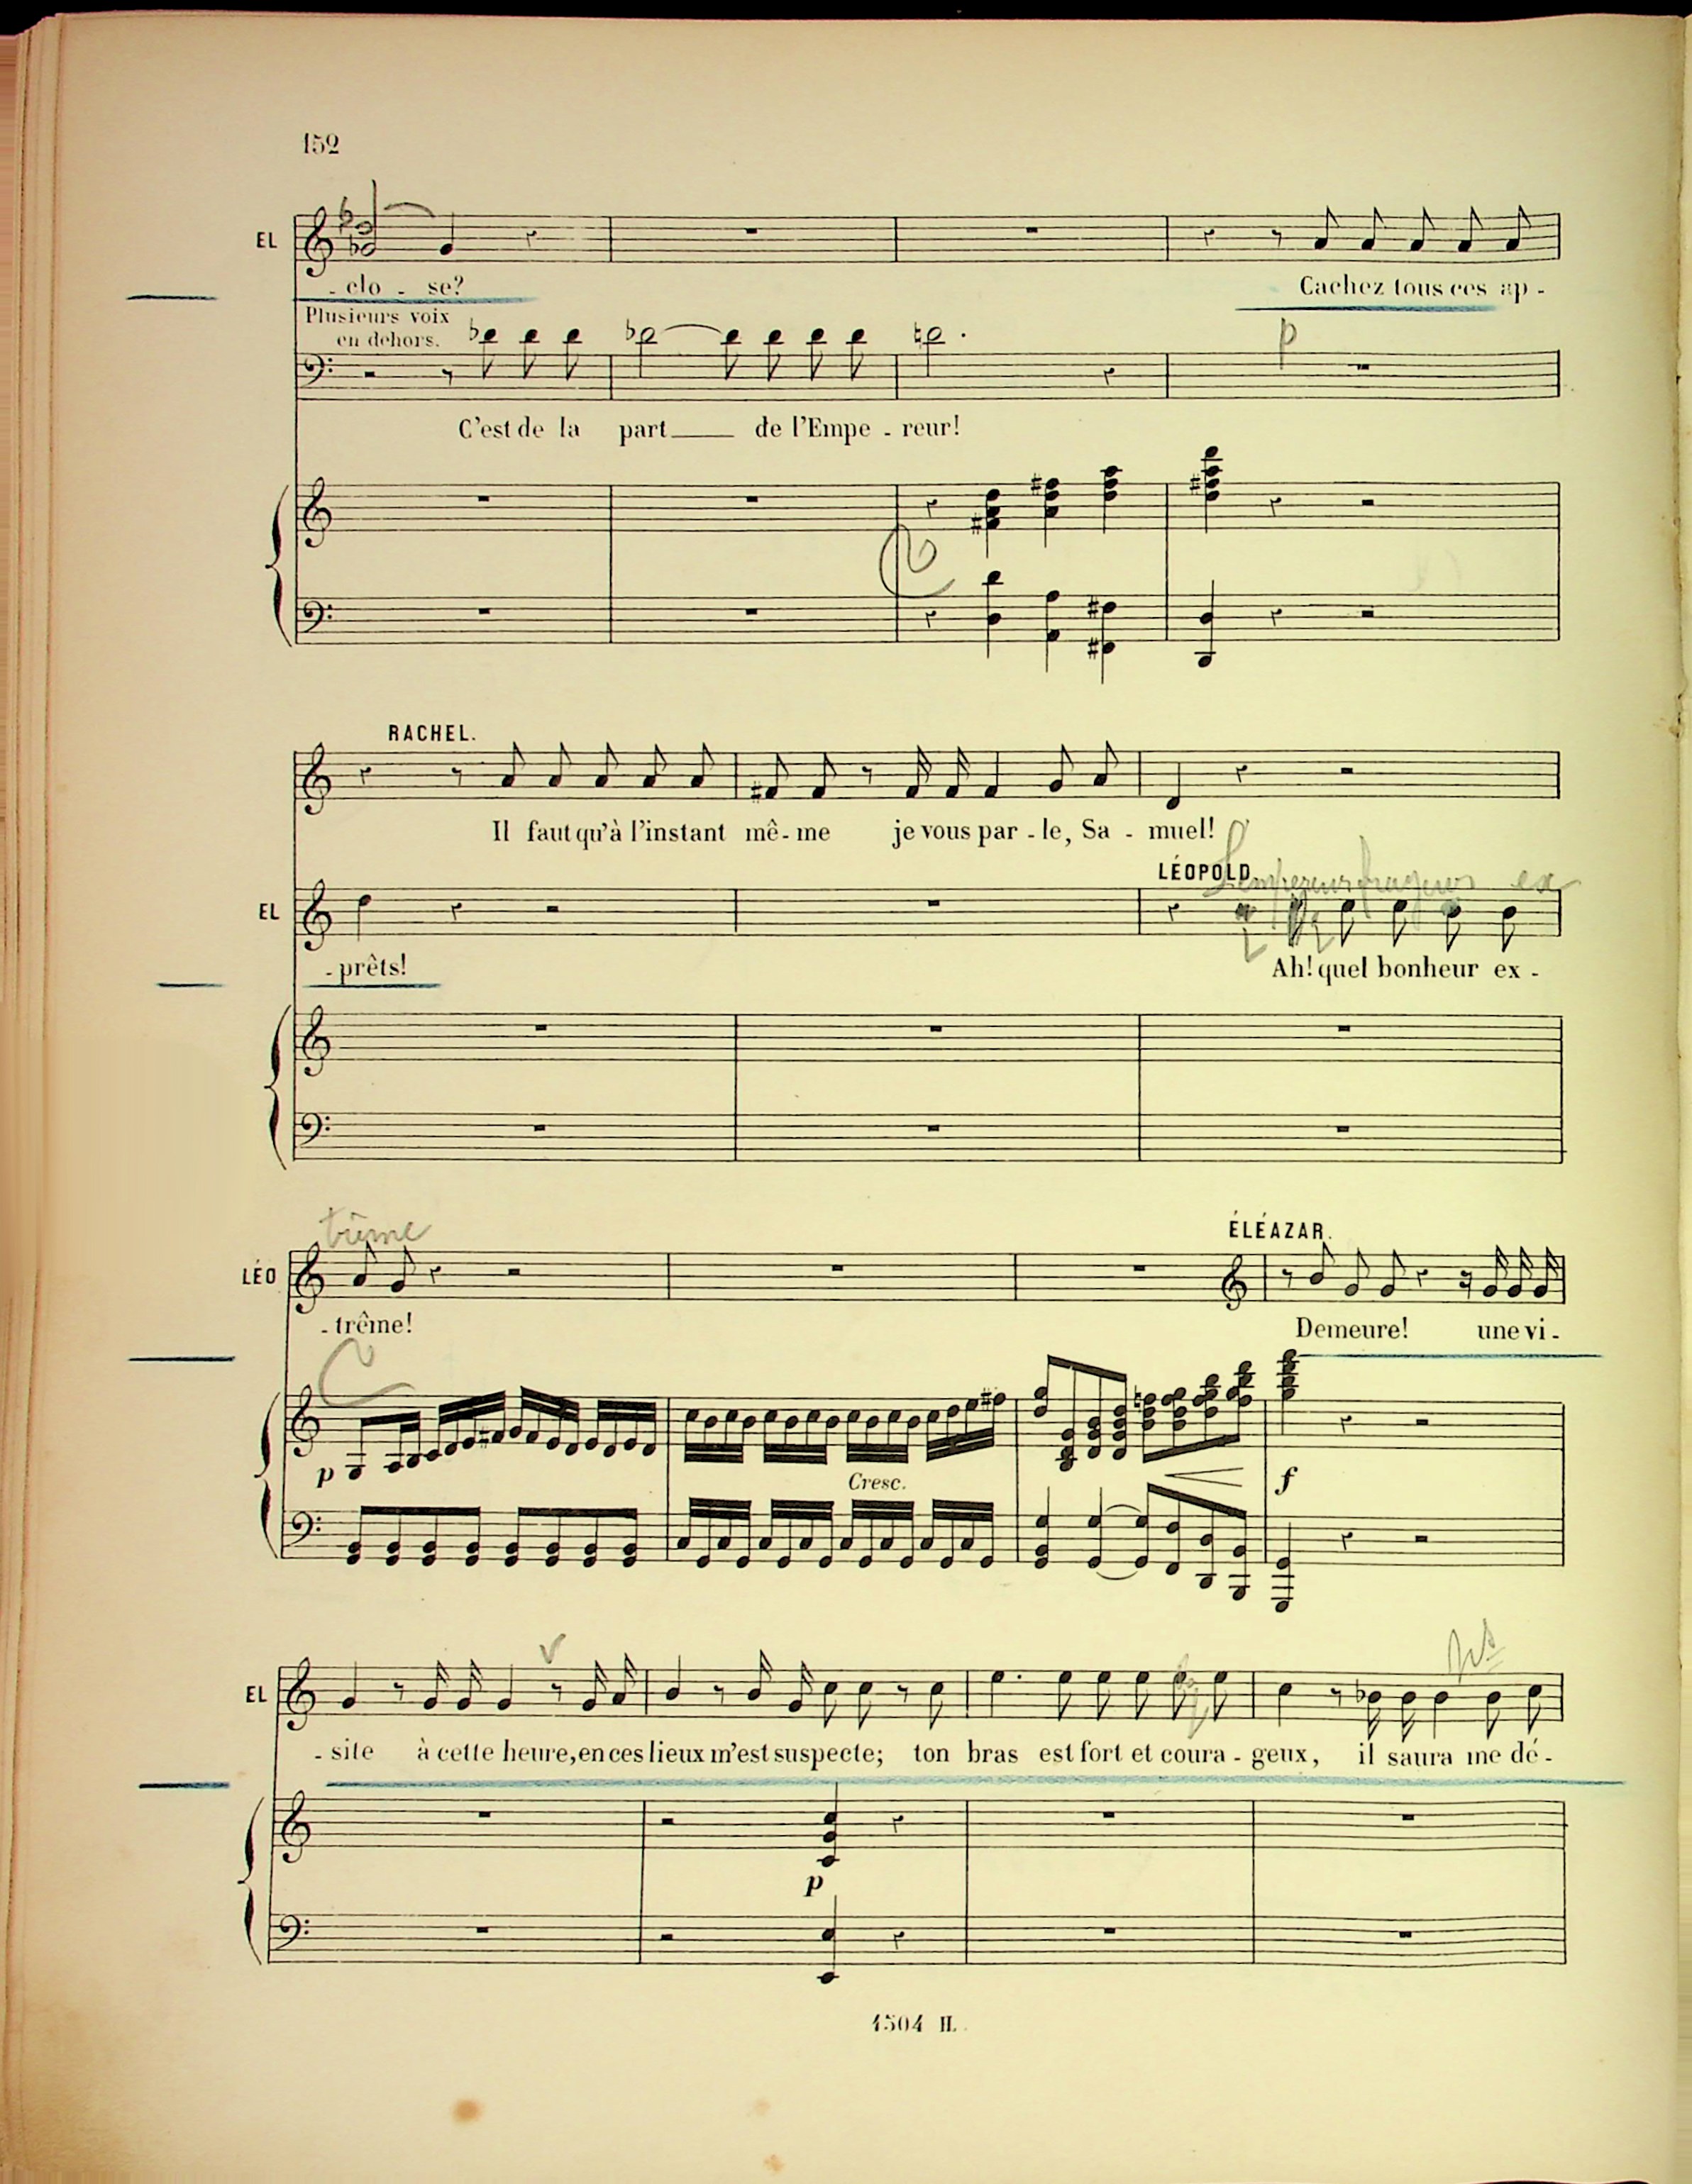 152
EL
- clo - se? Cachez tous ces ap -
Plusieurs voix
en dehors.
p
C'est de la part de l'Empe - reur!
RACHEL.
Il faut qu'à l'instant mê - me je vous par - le, Sa - muel!
LÉOPOLD.
L'empereur ex
EL
- prêts! Ah! quel bonheur ex -
trême
ÉLÉAZAR.
LÉO
- trême! Demeure! une vi -
p Cresc. f
EL
- site à cette heure, en ces lieux m'est suspecte; ton bras est fort et coura - geux, il saura me dé -
p
4504 H.